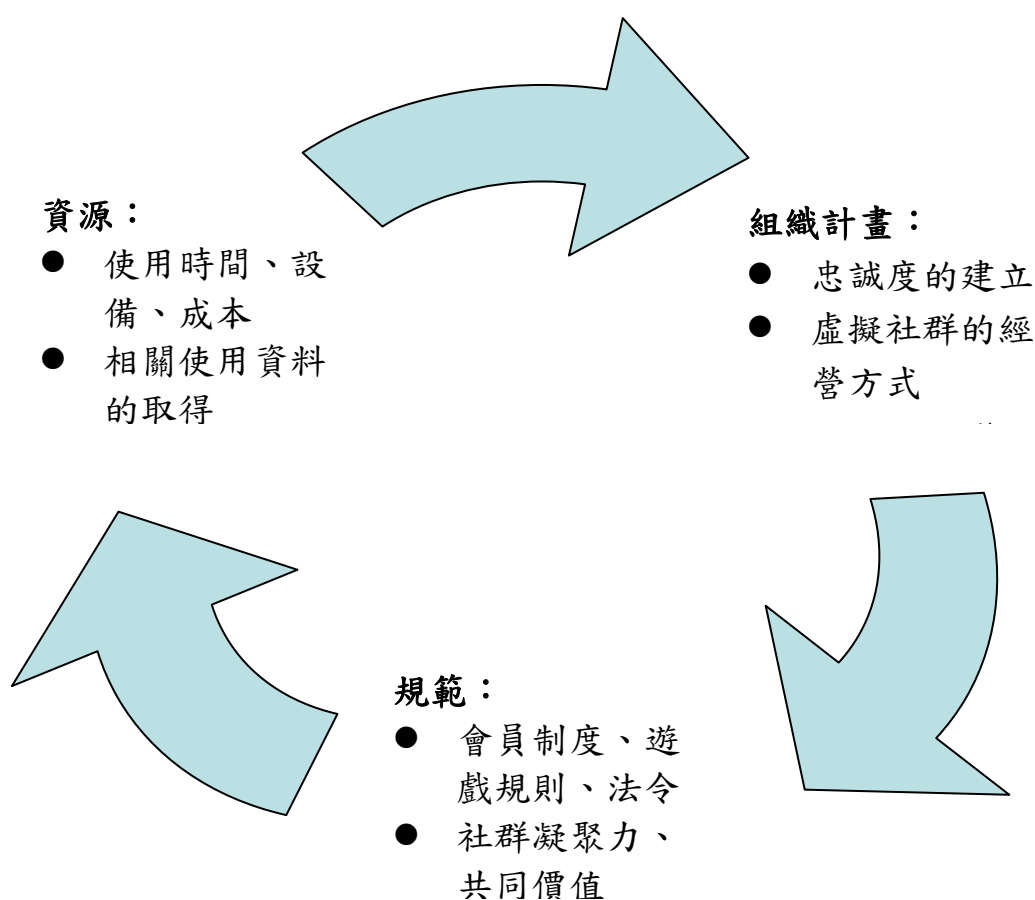 資源：
● 使用時間、設
備、成本
● 相關使用資料
的取得
組織計畫：
● 忠誠度的建立
● 虛擬社群的經
營方式
規範：
● 會員制度、遊
戲規則、法令
● 社群凝聚力、
共同價值